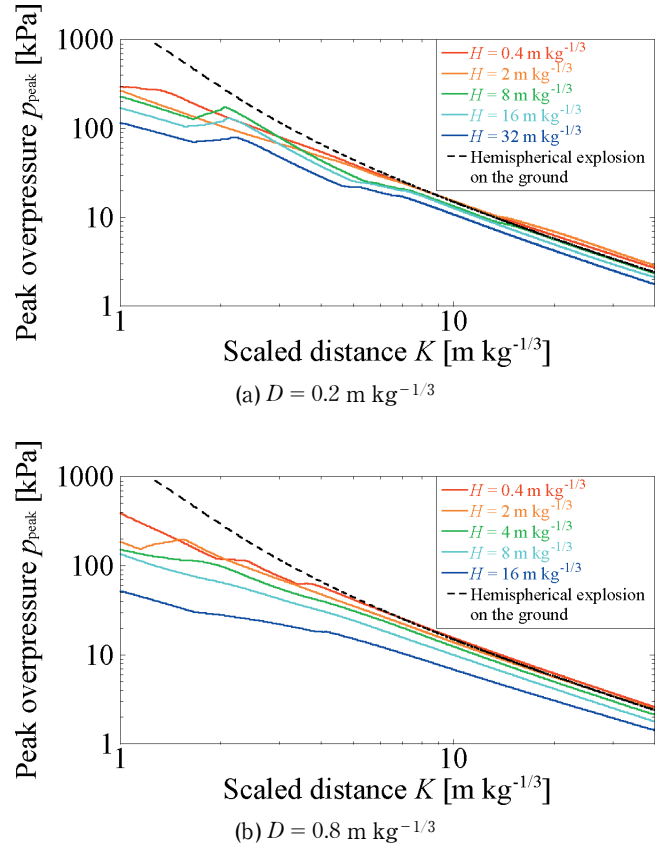 Peak overpressure p_peak [kPa]
1000
100
10
1
H = 0.4 m kg^-1/3
H = 2 m kg^-1/3
H = 8 m kg^-1/3
H = 16 m kg^-1/3
H = 32 m kg^-1/3
Hemispherical explosion
on the ground
1
10
Scaled distance K [m kg^-1/3]
(a) D = 0.2 m kg^−1/3
Peak overpressure p_peak [kPa]
1000
100
10
1
H = 0.4 m kg^-1/3
H = 2 m kg^-1/3
H = 4 m kg^-1/3
H = 8 m kg^-1/3
H = 16 m kg^-1/3
Hemispherical explosion
on the ground
1
10
Scaled distance K [m kg^-1/3]
(b) D = 0.8 m kg^−1/3